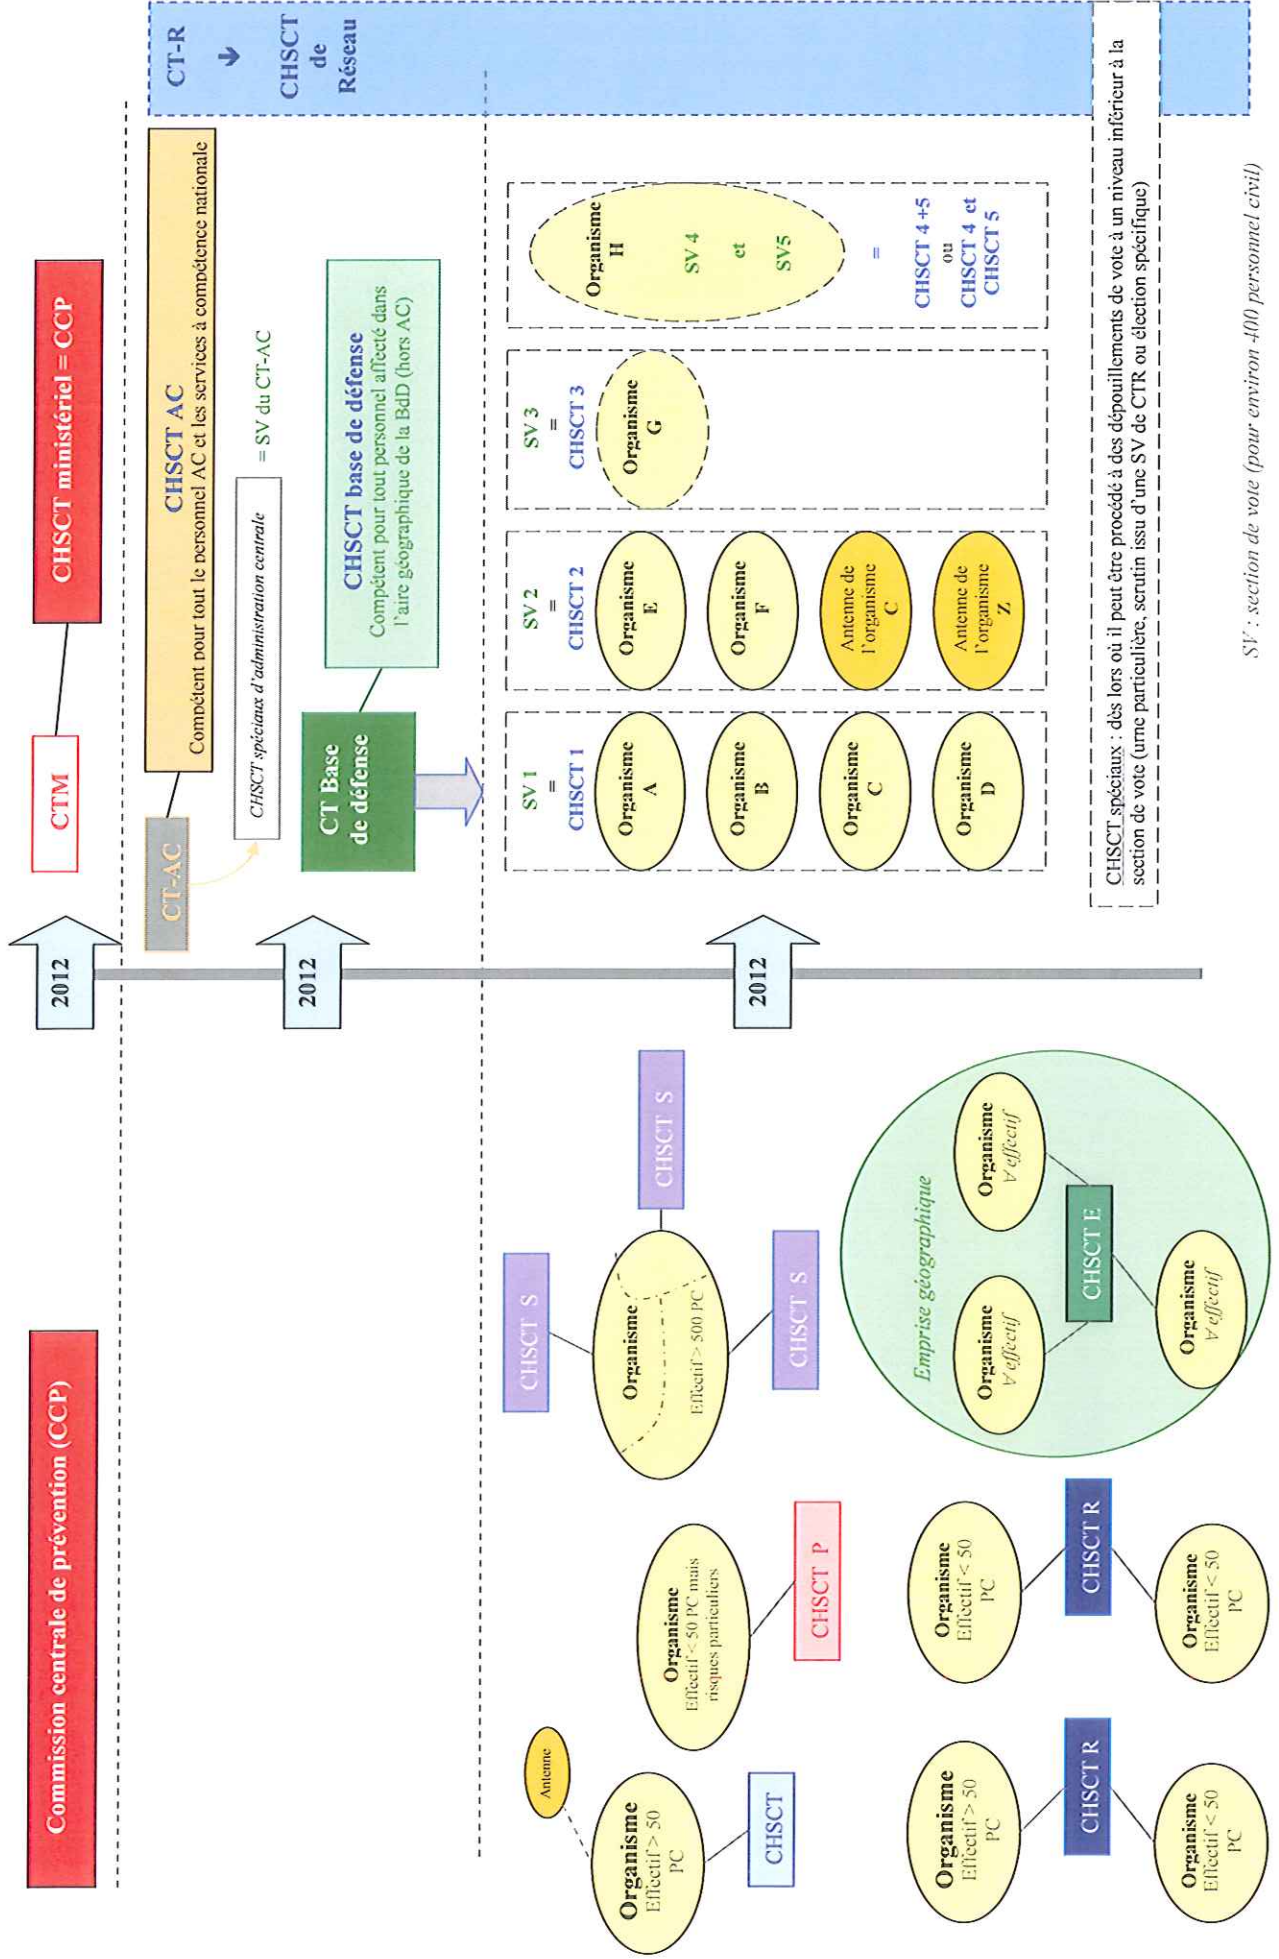 Commission centrale de prévention (CCP)
2012
CTM
CHSCT ministériel = CCP
CT-AC
CHSCT AC
Compétent pour tout le personnel AC et les services à compétence nationale
CHSCT spéciaux d'administration centrale
= SV du CT-AC
2012
CT Base
de défense
CHSCT base de défense
Compétent pour tout personnel affecté dans
l'aire géographique de la BdD (hors AC)
CT-R
CHSCT
de
Réseau
Antenne
Organisme
Effectif > 50
PC
CHSCT
Organisme
Effectif < 50 PC mais
risques particuliers
CHSCT P
CHSCT S
Organisme
Effectif > 500 PC
CHSCT S
CHSCT S
Organisme
Effectif > 50
PC
CHSCT R
Organisme
Effectif < 50
PC
Organisme
Effectif < 50
PC
CHSCT R
Organisme
Effectif < 50
PC
Emprise géographique
Organisme
∀ effectif
Organisme
∀ effectif
CHSCT E
Organisme
∀ effectif
2012
SV 1
=
CHSCT 1
Organisme
A
Organisme
B
Organisme
C
Organisme
D
SV 2
=
CHSCT 2
Organisme
E
Organisme
F
Antenne de
l'organisme
C
Antenne de
l'organisme
Z
SV 3
=
CHSCT 3
Organisme
G
Organisme
H
SV 4
et
SV5
=
CHSCT 4 +5
ou
CHSCT 4 et
CHSCT 5
CHSCT spéciaux : dès lors où il peut être procédé à des dépouillements de vote à un niveau inférieur à la
section de vote (urne particulière, scrutin issu d'une SV de CTR ou élection spécifique)
SV : section de vote (pour environ 400 personnel civil)